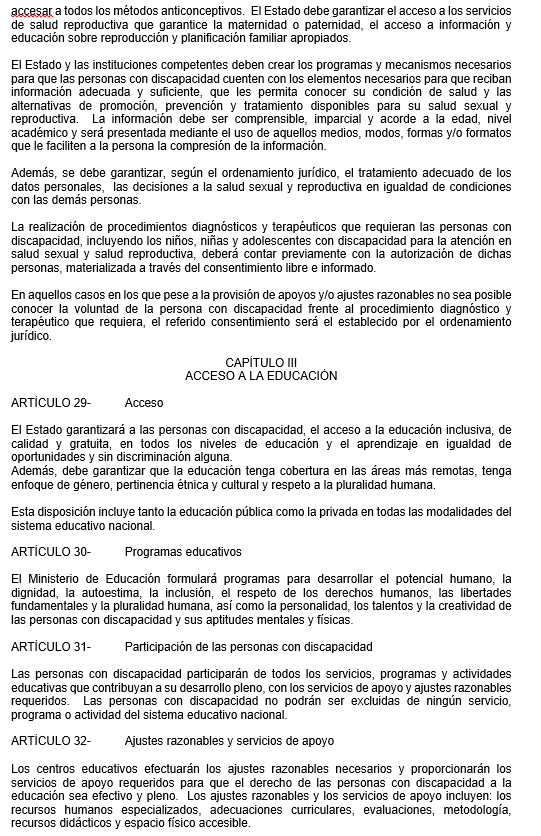 accesar a todos los métodos anticonceptivos.  El Estado debe garantizar el acceso a los servicios
de salud reproductiva que garantice la maternidad o paternidad, el acceso a información y
educación sobre reproducción y planificación familiar apropiados.
El Estado y las instituciones competentes deben crear los programas y mecanismos necesarios
para que las personas con discapacidad cuenten con los elementos necesarios para que reciban
información adecuada y suficiente, que les permita conocer su condición de salud y las
alternativas de promoción, prevención y tratamiento disponibles para su salud sexual y
reproductiva.  La información debe ser comprensible, imparcial y acorde a la edad, nivel
académico y será presentada mediante el uso de aquellos medios, modos, formas y/o formatos
que le faciliten a la persona la compresión de la información.
Además, se debe garantizar, según el ordenamiento jurídico, el tratamiento adecuado de los
datos personales,  las decisiones a la salud sexual y reproductiva en igualdad de condiciones
con las demás personas.
La realización de procedimientos diagnósticos y terapéuticos que requieran las personas con
discapacidad, incluyendo los niños, niñas y adolescentes con discapacidad para la atención en
salud sexual y salud reproductiva, deberá contar previamente con la autorización de dichas
personas, materializada a través del consentimiento libre e informado.
En aquellos casos en los que pese a la provisión de apoyos y/o ajustes razonables no sea posible
conocer la voluntad de la persona con discapacidad frente al procedimiento diagnóstico y
terapéutico que requiera, el referido consentimiento será el establecido por el ordenamiento
jurídico.
CAPÍTULO III
ACCESO A LA EDUCACIÓN
ARTÍCULO 29- Acceso
El Estado garantizará a las personas con discapacidad, el acceso a la educación inclusiva, de
calidad y gratuita, en todos los niveles de educación y el aprendizaje en igualdad de
oportunidades y sin discriminación alguna.
Además, debe garantizar que la educación tenga cobertura en las áreas más remotas, tenga
enfoque de género, pertinencia étnica y cultural y respeto a la pluralidad humana.
Esta disposición incluye tanto la educación pública como la privada en todas las modalidades del
sistema educativo nacional.
ARTÍCULO 30- Programas educativos
El Ministerio de Educación formulará programas para desarrollar el potencial humano, la
dignidad, la autoestima, la inclusión, el respeto de los derechos humanos, las libertades
fundamentales y la pluralidad humana, así como la personalidad, los talentos y la creatividad de
las personas con discapacidad y sus aptitudes mentales y físicas.
ARTÍCULO 31- Participación de las personas con discapacidad
Las personas con discapacidad participarán de todos los servicios, programas y actividades
educativas que contribuyan a su desarrollo pleno, con los servicios de apoyo y ajustes razonables
requeridos.  Las personas con discapacidad no podrán ser excluidas de ningún servicio,
programa o actividad del sistema educativo nacional.
ARTÍCULO 32- Ajustes razonables y servicios de apoyo
Los centros educativos efectuarán los ajustes razonables necesarios y proporcionarán los
servicios de apoyo requeridos para que el derecho de las personas con discapacidad a la
educación sea efectivo y pleno.  Los ajustes razonables y los servicios de apoyo incluyen: los
recursos humanos especializados, adecuaciones curriculares, evaluaciones, metodología,
recursos didácticos y espacio físico accesible.